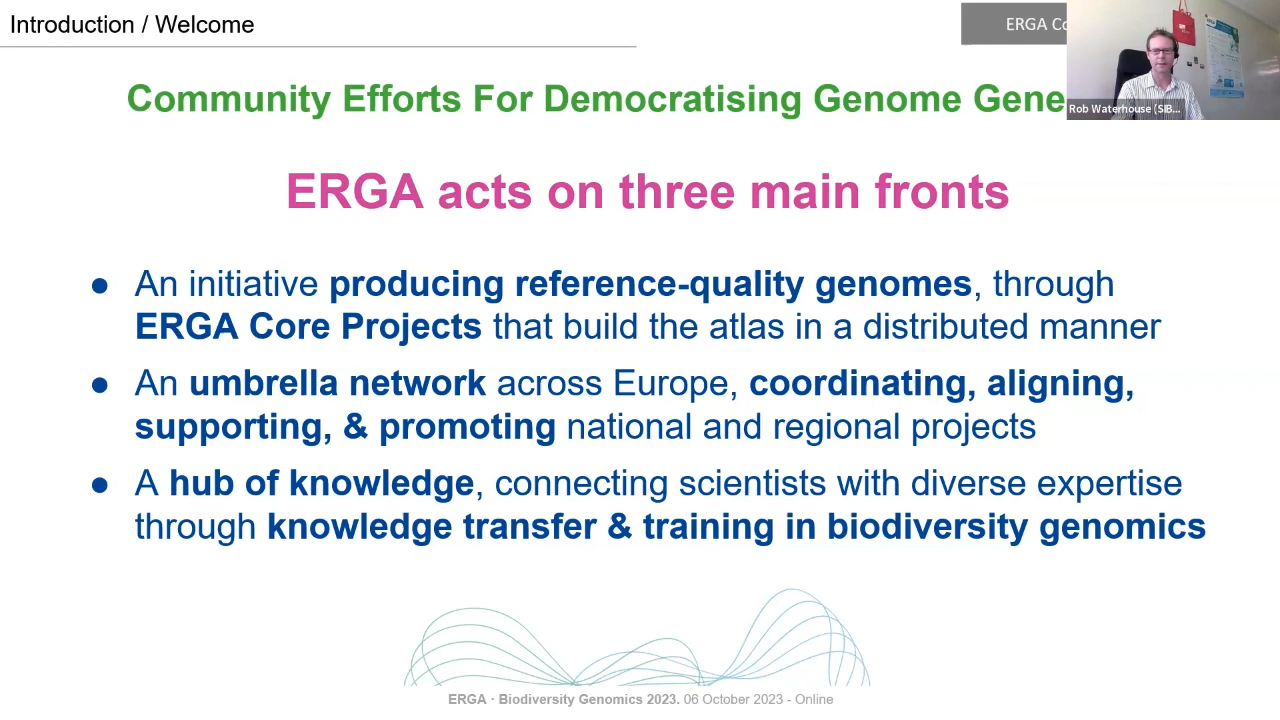 Introduction / Welcome
ERGA
Rob Waterhouse (SIB...
Community Efforts For Democratising Genome
ERGA acts on three main fronts
● An initiative producing reference-quality genomes, through
ERGA Core Projects that build the atlas in a distributed manner
● An umbrella network across Europe, coordinating, aligning,
supporting, & promoting national and regional projects
● A hub of knowledge, connecting scientists with diverse expertise
through knowledge transfer & training in biodiversity genomics
ERGA · Biodiversity Genomics 2023. 06 October 2023 - Online